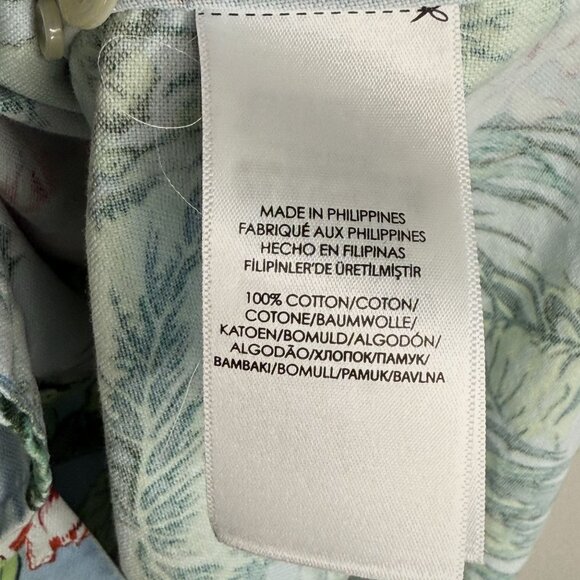 MADE IN PHILIPPINES
FABRIQUÉ AUX PHILIPPINES
HECHO EN FILIPINAS
FİLİPİNLER'DE ÜRETİLMİŞTİR
100% COTTON/COTON/
COTONE/BAUMWOLLE/
KATOEN/BOMULD/ALGODÓN/
ALGODÃO/ХЛОПОК/ПАМУК/
BAMBAKI/BOMULL/PAMUK/BAVLNA